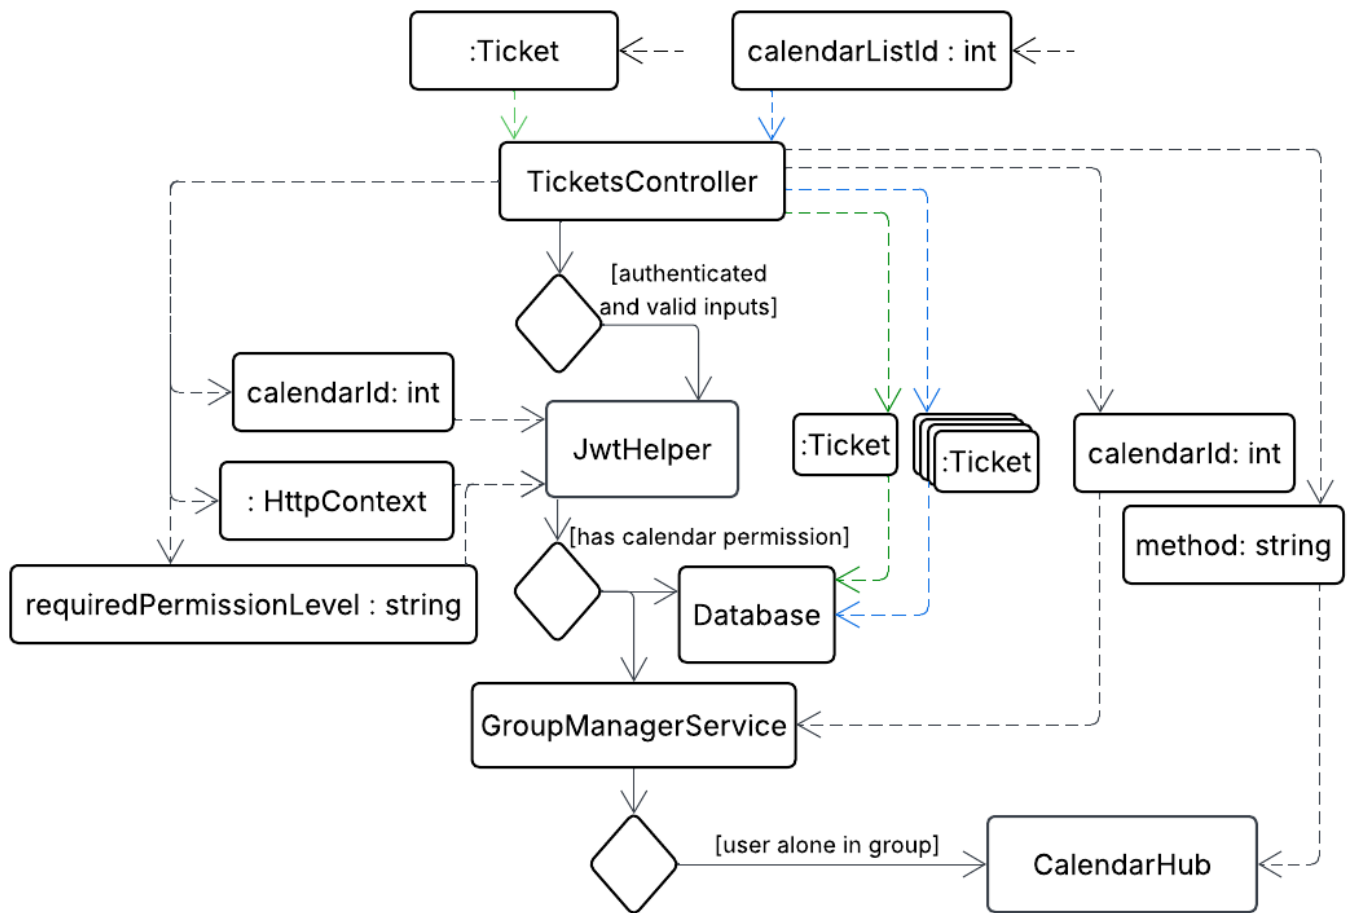 :Ticket
calendarListId : int
TicketsController
[authenticated
and valid inputs]
calendarId: int
JwtHelper
:Ticket
:Ticket
calendarId: int
: HttpContext
[has calendar permission]
method: string
requiredPermissionLevel : string
Database
GroupManagerService
[user alone in group]
CalendarHub